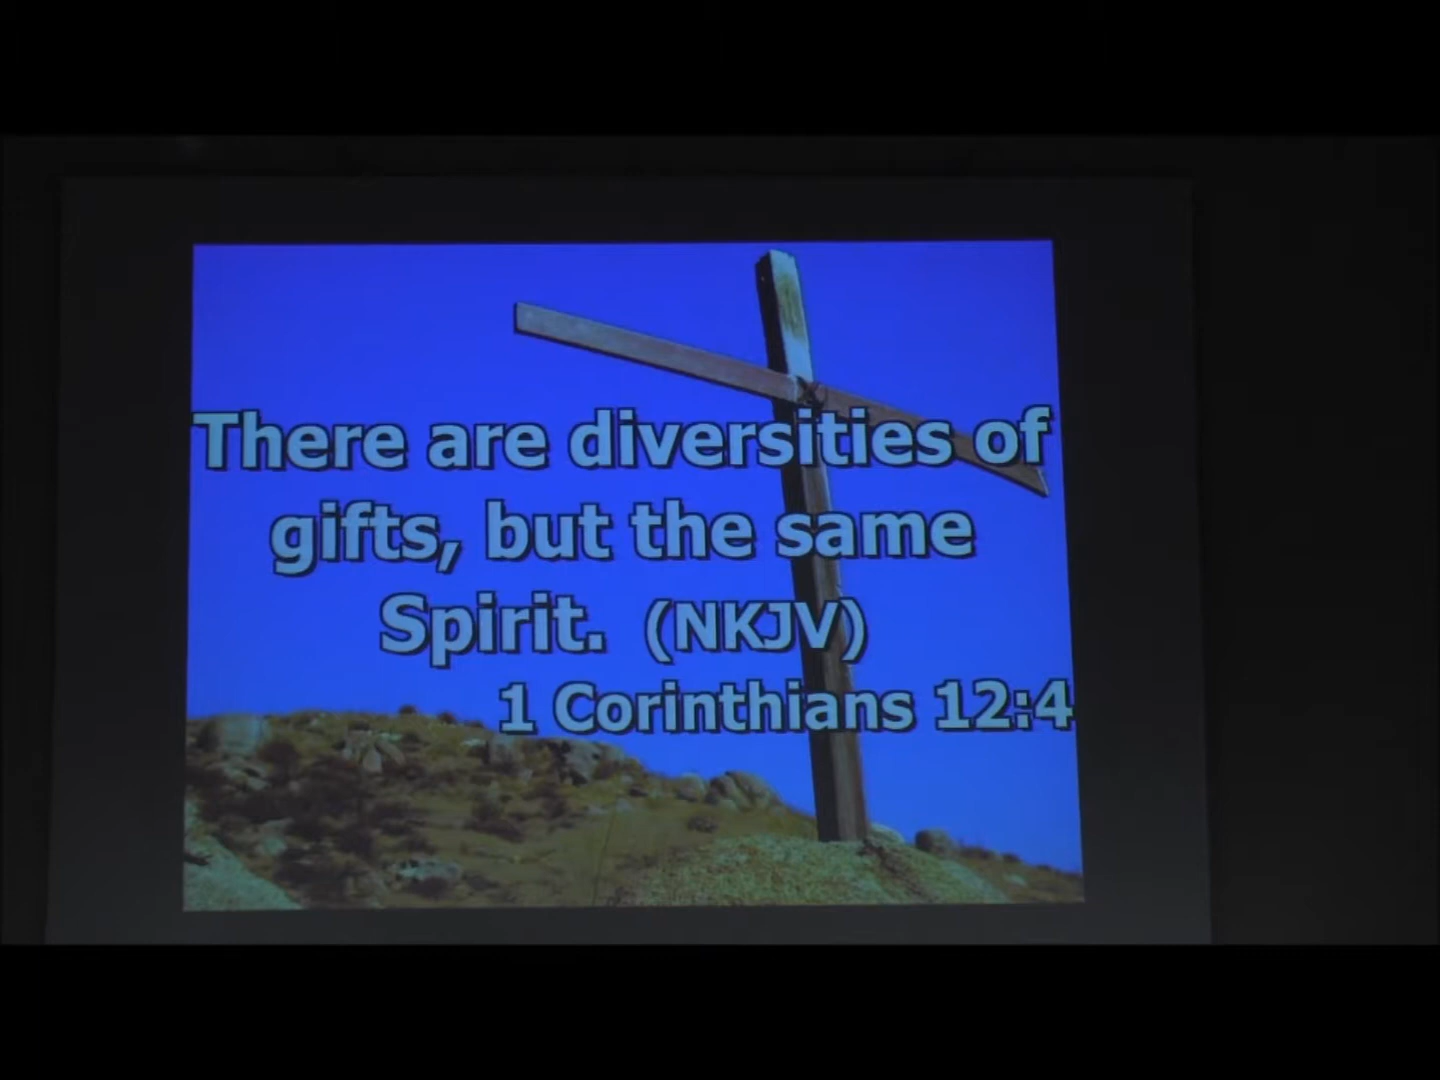 There are diversities of
gifts, but the same
Spirit. (NKJV)
1 Corinthians 12:4